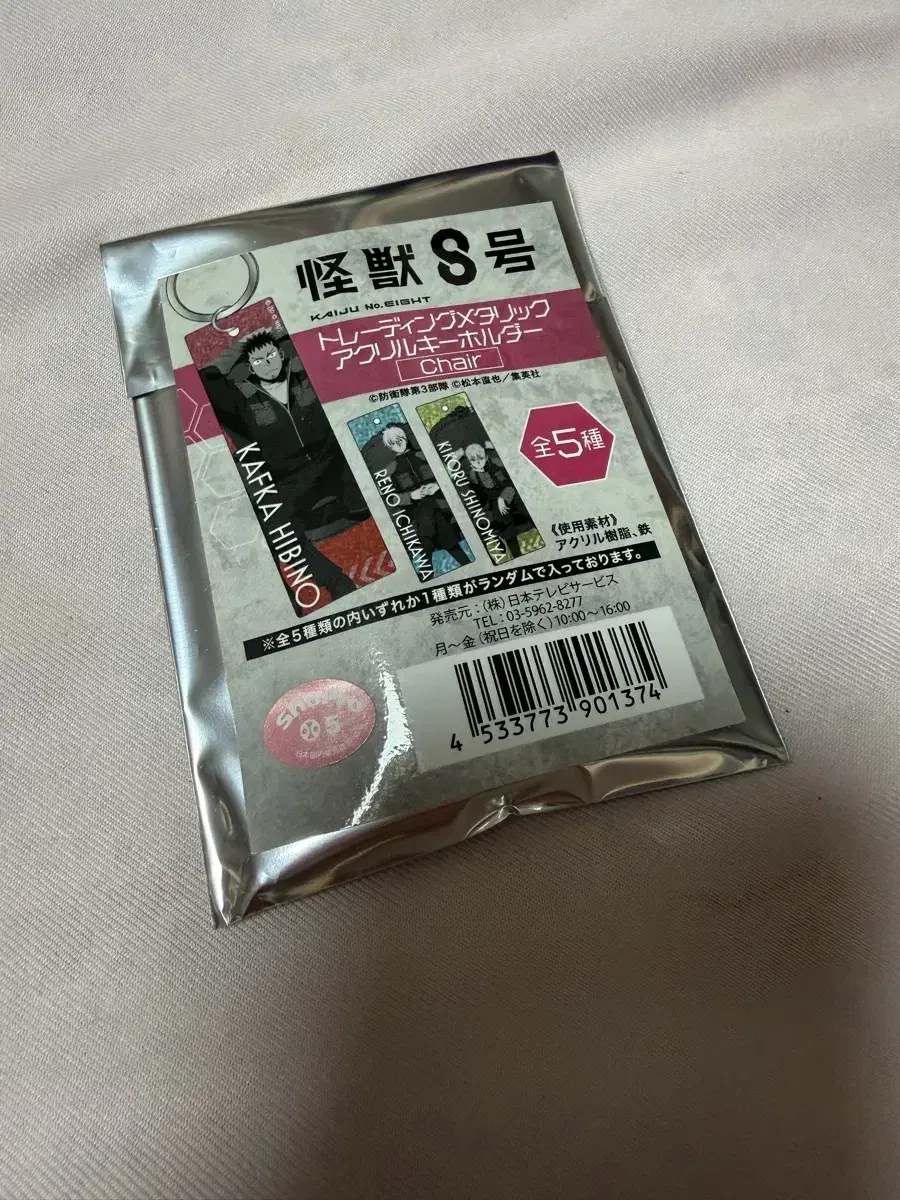 怪獣8号
KAIJU No.EIGHT
トレーディングメタリック
アクリルキーホルダー
Chair
©防衛隊第3部隊 ©松本直也/集英社
KAFKA HIBINO
RENO ICHIKAWA
KIKORU SHINOMIYA
全5種
《使用素材》
アクリル樹脂、鉄
※全5種類の内いずれか1種類がランダムで入っております。
発売元:(株)日本テレビサービス
TEL:03-5962-8277
月~金(祝日を除く)10:00~16:00
4 533773 901374
5